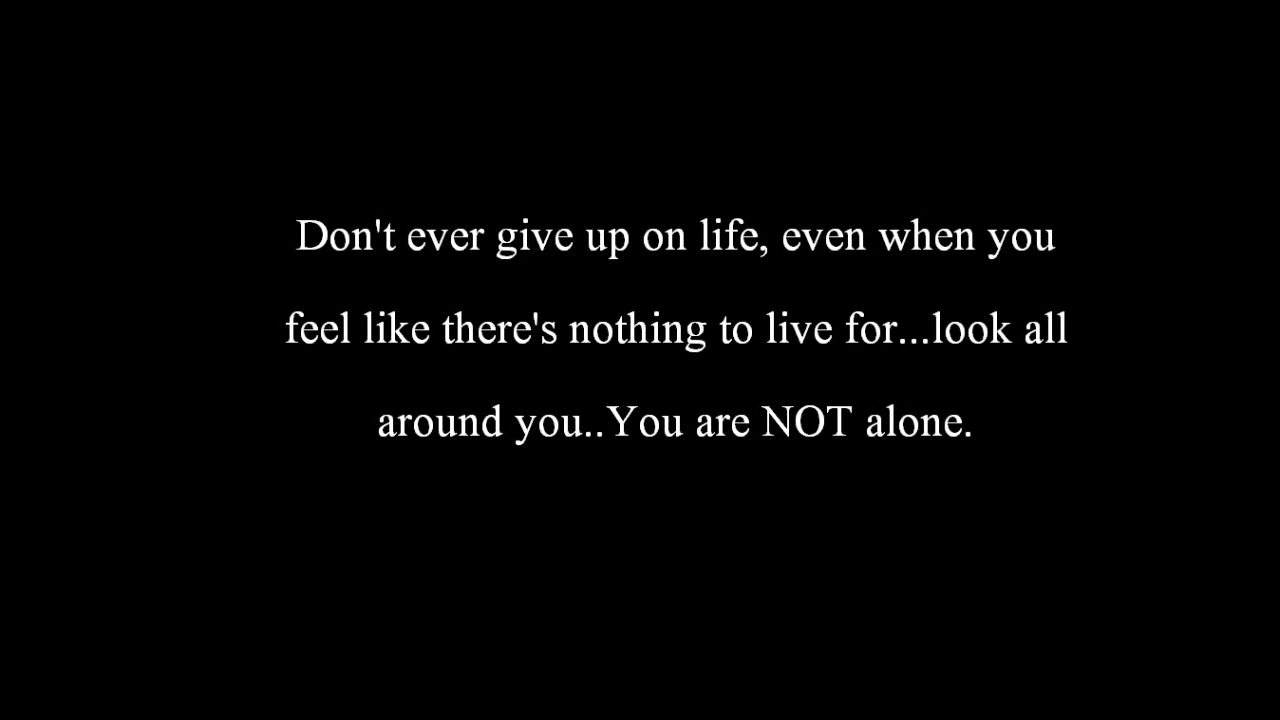 Don't ever give up on life, even when you
feel like there's nothing to live for...look all
around you..You are NOT alone.